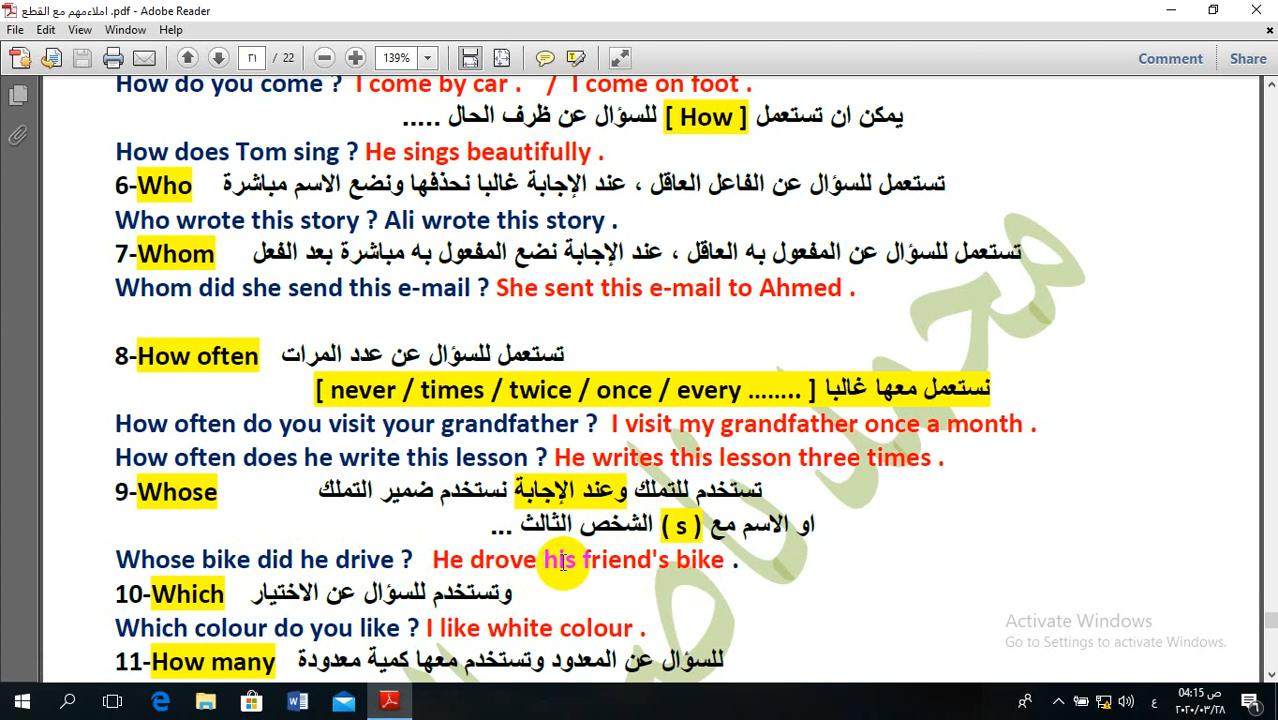 املاءمهم مع القطع .pdf - Adobe Reader
File Edit View Window Help
٢١ / 22 139% Comment Share
How do you come ? I come by car . / I come on foot .
يمكن ان تستعمل [ How ] للسؤال عن ظرف الحال .....
How does Tom sing ? He sings beautifully .
6-Who تستعمل للسؤال عن الفاعل العاقل ، عند الإجابة غالبا نحذفها ونضع الاسم مباشرة
Who wrote this story ? Ali wrote this story .
7-Whom تستعمل للسؤال عن المفعول به العاقل ، عند الإجابة نضع المفعول به مباشرة بعد الفعل
Whom did she send this e-mail ? She sent this e-mail to Ahmed .
8-How often تستعمل للسؤال عن عدد المرات
نستعمل معها غالبا [ never / times / twice / once / every ........ ]
How often do you visit your grandfather ? I visit my grandfather once a month .
How often does he write this lesson ? He writes this lesson three times .
9-Whose تستخدم للتملك وعند الإجابة نستخدم ضمير التملك
او الاسم مع ( s ) الشخص الثالث ...
Whose bike did he drive ? He drove his friend's bike .
10-Which وتستخدم للسؤال عن الاختيار
Which colour do you like ? I like white colour .
11-How many للسؤال عن المعدود وتستخدم معها كمية معدودة
Activate Windows
Go to Settings to activate Windows.
ع 04:15 ص
٢٠٢٠/٠٣/٢٨